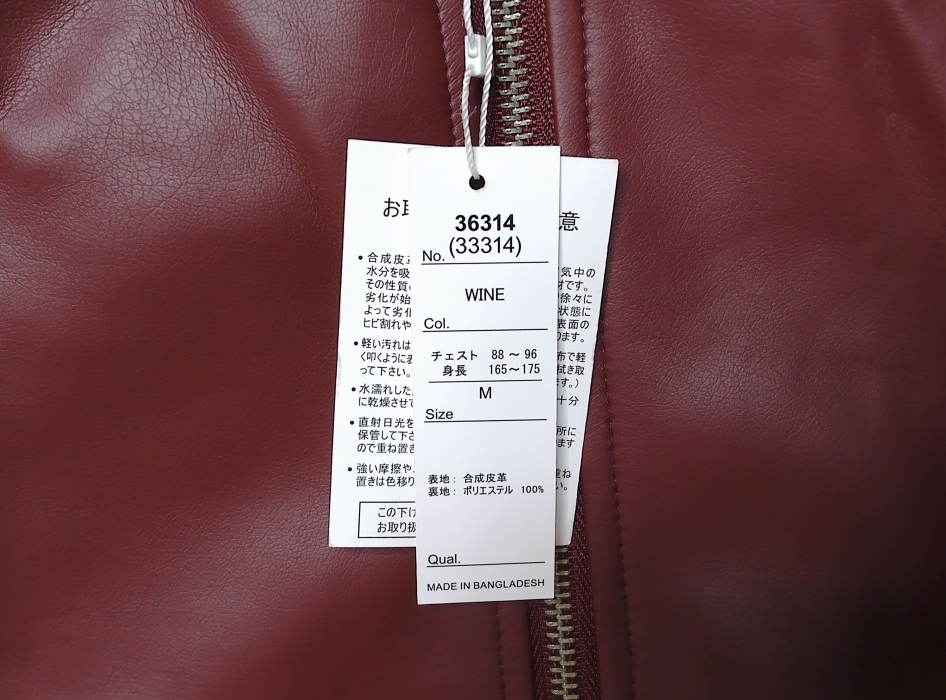 36314
(33314)
No.
WINE
Col.
チェスト 88 ～ 96
身長 165～175
M
Size
表地： 合成皮革
裏地： ポリエステル 100%
Qual.
MADE IN BANGLADESH
お取
意
• 合成皮革
気中の
水分を吸
材です。
その性質
徐々に
劣化が始
状態に
よって劣化
表面の
ヒビ割れや
ます。
• 軽い汚れは
布で軽
く叩くように
拭き取
って下さい。
す。）
• 水濡れした
十分
に乾燥させて
• 直射日光を
所に
保管して下さ
ます
ので重ね置き
• 強い摩擦や、
重ね
置きは色移り
い。
この下げ
お取り扱